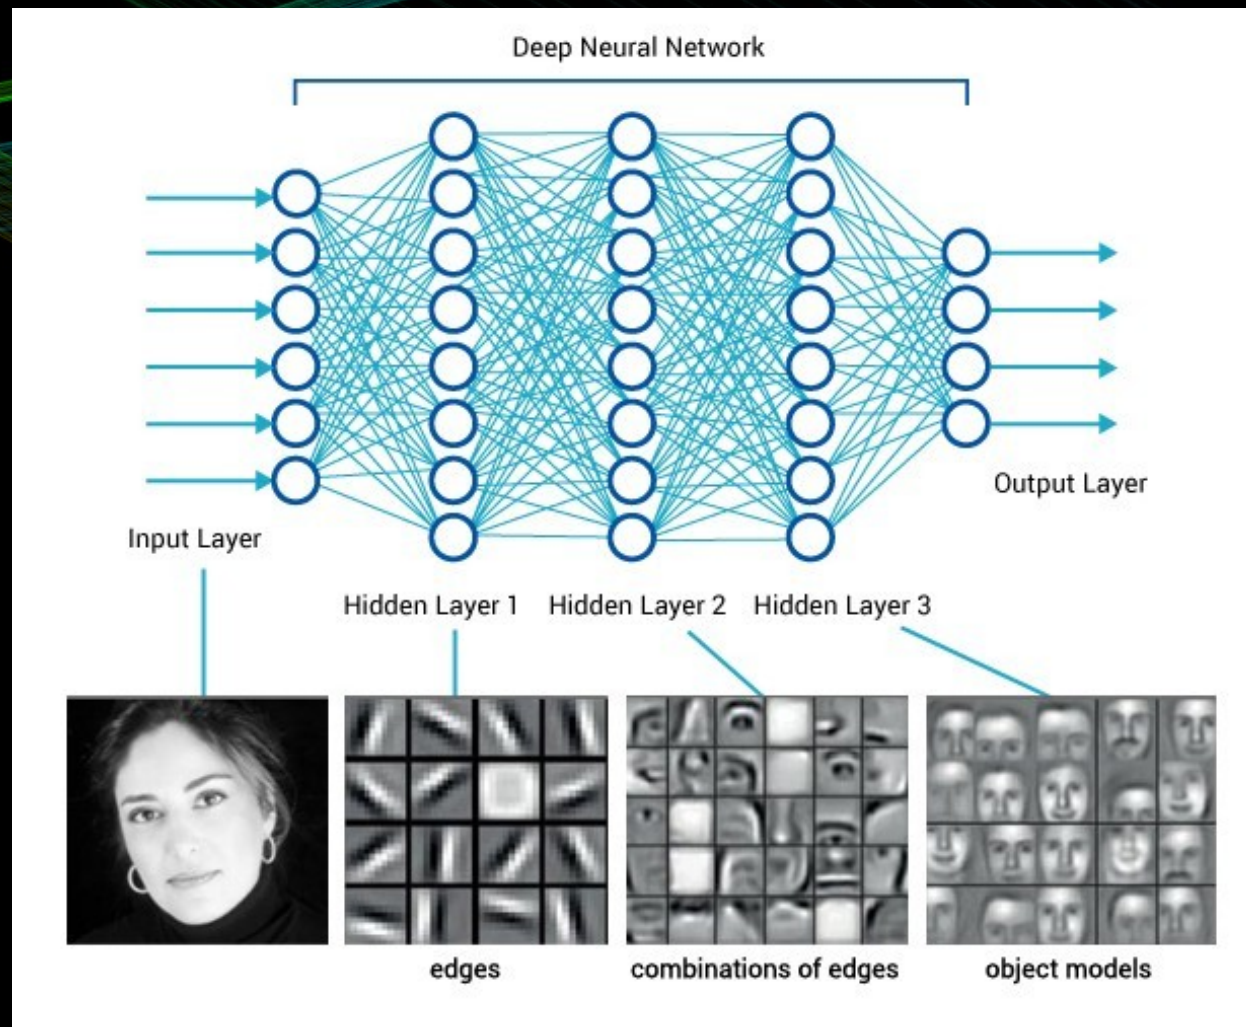 Deep Neural Network
Output Layer
Input Layer
Hidden Layer 1
Hidden Layer 2
Hidden Layer 3
edges
combinations of edges
object models